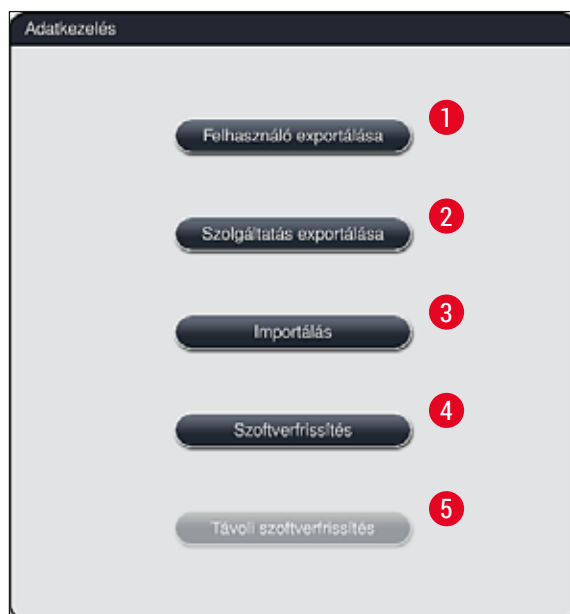 Adatkezelés
Felhasználó exportálása
1
Szolgáltatás exportálása
2
Importálás
3
Szoftverfrissítés
4
Távoli szoftverfrissítés
5